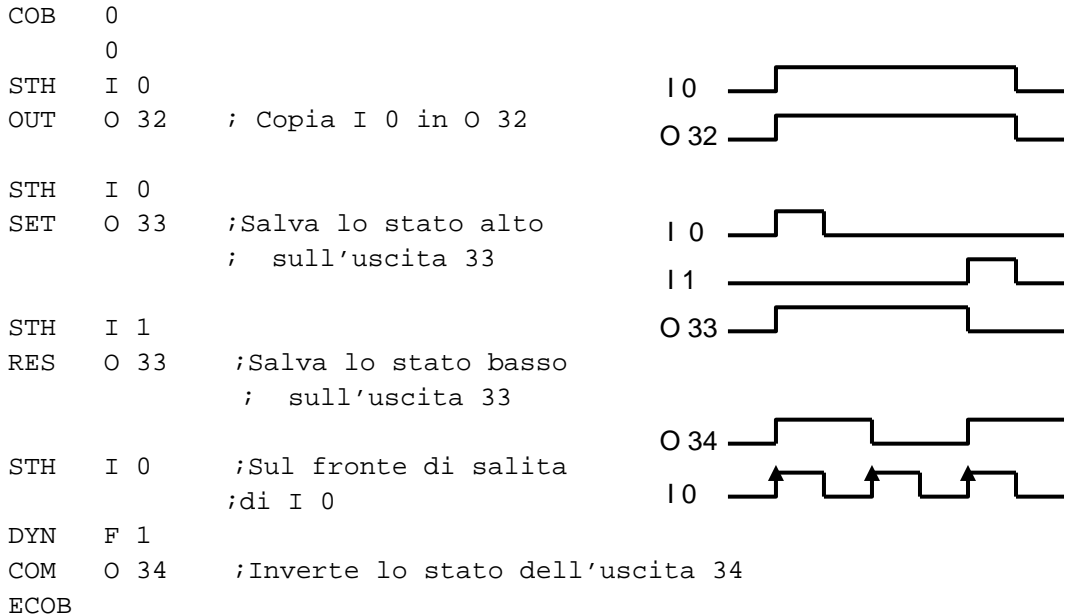 COB 0
0
STH I 0
I 0
OUT O 32 ; Copia I 0 in O 32
O 32
STH I 0
SET O 33 ;Salva lo stato alto
I 0
; sull'uscita 33
I 1
STH I 1
O 33
RES O 33 ;Salva lo stato basso
; sull'uscita 33
O 34
STH I 0 ;Sul fronte di salita
;di I 0
I 0
DYN F 1
COM O 34 ;Inverte lo stato dell'uscita 34
ECOB